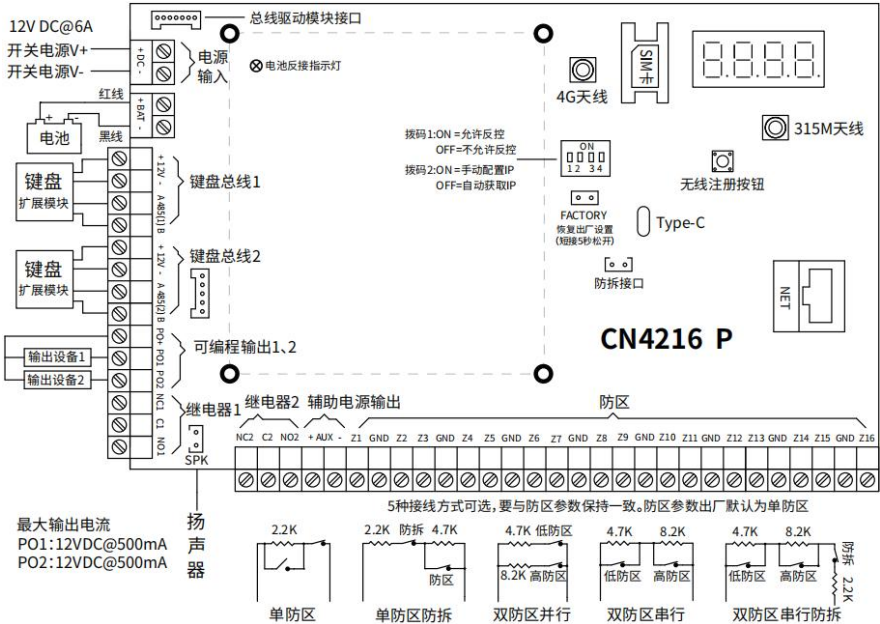 12V DC@6A
总线驱动模块接口
开关电源V+
开关电源V-
+ DC -
电源
输入
电池反接指示灯
红线
+ -
电池
黑线
+ BAT -
SIM卡
4G天线
315M天线
拨码1:ON =允许反控
OFF=不允许反控
拨码2:ON =手动配置IP
OFF=自动获取IP
ON
1 2 3 4
无线注册按钮
FACTORY
恢复出厂设置
(短接5秒松开)
Type-C
防拆接口
NET
CN4216 P
键盘
扩展模块
+ 12V - A 485(1) B
键盘总线1
键盘
扩展模块
+ 12V - A 485(2) B
键盘总线2
输出设备1
输出设备2
PO+ PO1 PO2
可编程输出1、2
NC1 C1 NO1
继电器1
SPK
扬声器
继电器2 辅助电源输出 防区
NC2 C2 NO2 + AUX - Z1 GND Z2 Z3 GND Z4 Z5 GND Z6 Z7 GND Z8 Z9 GND Z10 Z11 GND Z12 Z13 GND Z14 Z15 GND Z16
5种接线方式可选，要与防区参数保持一致。防区参数出厂默认为单防区
最大输出电流
PO1:12VDC@500mA
PO2:12VDC@500mA
2.2K
单防区
2.2K 防拆 4.7K
防区
单防区防拆
4.7K 低防区
8.2K 高防区
双防区并行
4.7K 8.2K
低防区 高防区
双防区串行
4.7K 8.2K
低防区 高防区
防拆 2.2K
双防区串行防拆